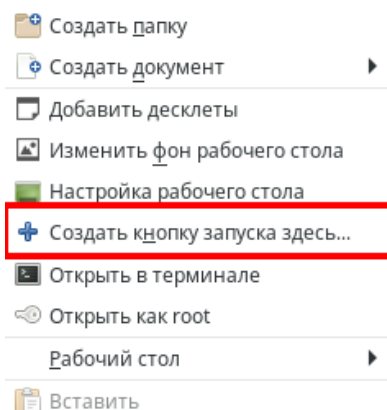 Создать папку
Создать документ
Добавить десклеты
Изменить фон рабочего стола
Настройка рабочего стола
Создать кнопку запуска здесь...
Открыть в терминале
Открыть как root
Рабочий стол
Вставить